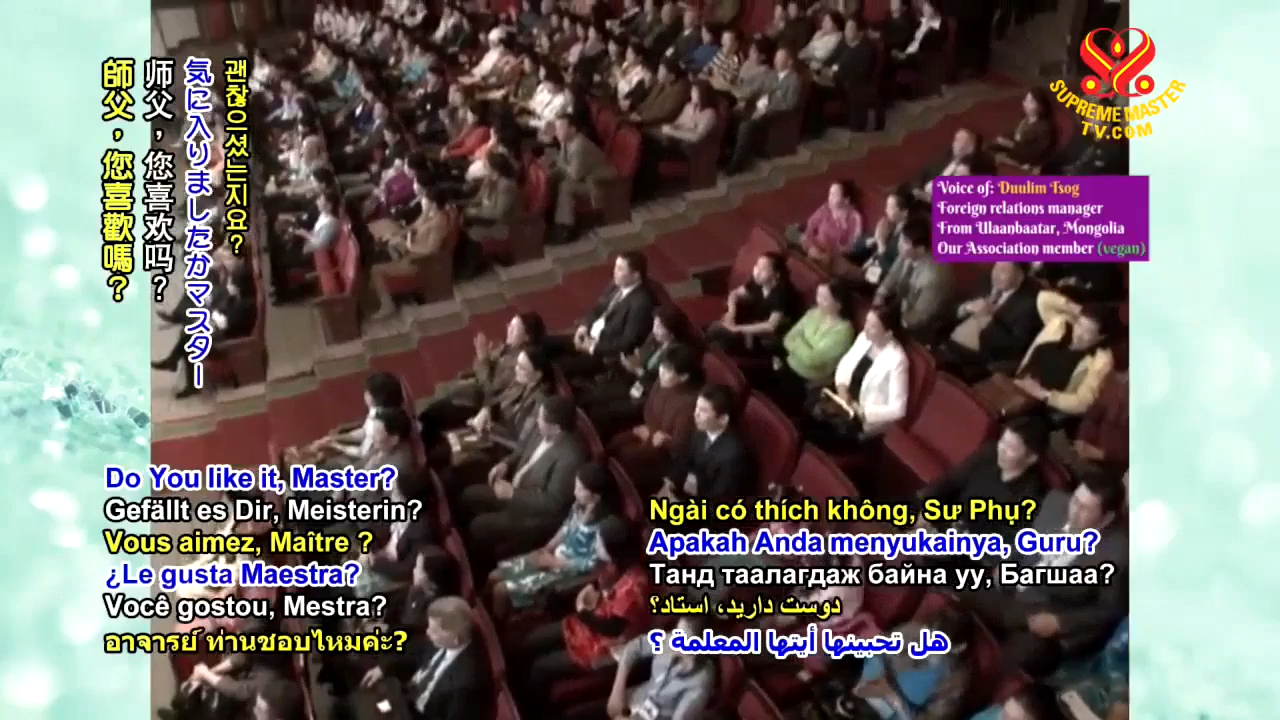 師父，您喜歡嗎？
师父，您喜欢吗？
気に入りましたかマスター
괜찮으셨는지요？
SUPREME MASTER
TV.COM
Voice of: Duulim Tsog
Foreign relations manager
From Ulaanbaatar, Mongolia
Our Association member (vegan)
Do You like it, Master?
Gefällt es Dir, Meisterin?
Vous aimez, Maître ?
¿Le gusta Maestra?
Você gostou, Mestra?
อาจารย์ ท่านชอบไหมค่ะ?
Ngài có thích không, Sư Phụ?
Apakah Anda menyukainya, Guru?
Танд таалагдаж байна уу, Багшаа?
دوست دارید، استاد؟
هل تحبينها أيتها المعلمة ؟